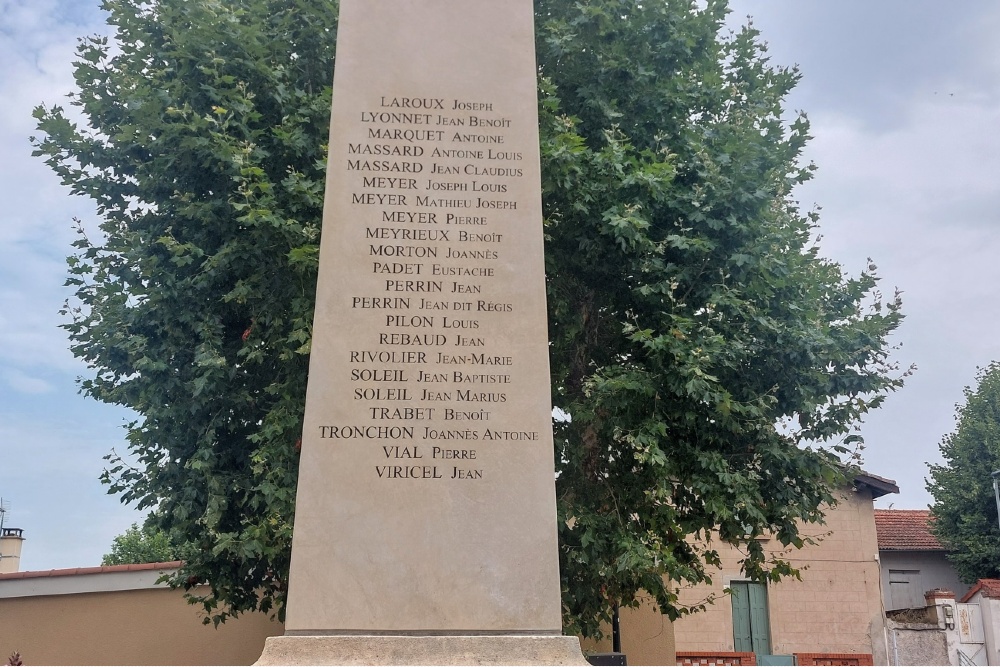 LAROUX JOSEPH
LYONNET JEAN BENOÎT
MARQUET ANTOINE
MASSARD ANTOINE LOUIS
MASSARD JEAN CLAUDIUS
MEYER JOSEPH LOUIS
MEYER MATHIEU JOSEPH
MEYER PIERRE
MEYRIEUX BENOÎT
MORTON JOANNÈS
PADET EUSTACHE
PERRIN JEAN
PERRIN JEAN DIT RÉGIS
PILON LOUIS
REBAUD JEAN
RIVOLIER JEAN-MARIE
SOLEIL JEAN BAPTISTE
SOLEIL JEAN MARIUS
TRABET BENOÎT
TRONCHON JOANNÈS ANTOINE
VIAL PIERRE
VIRICEL JEAN